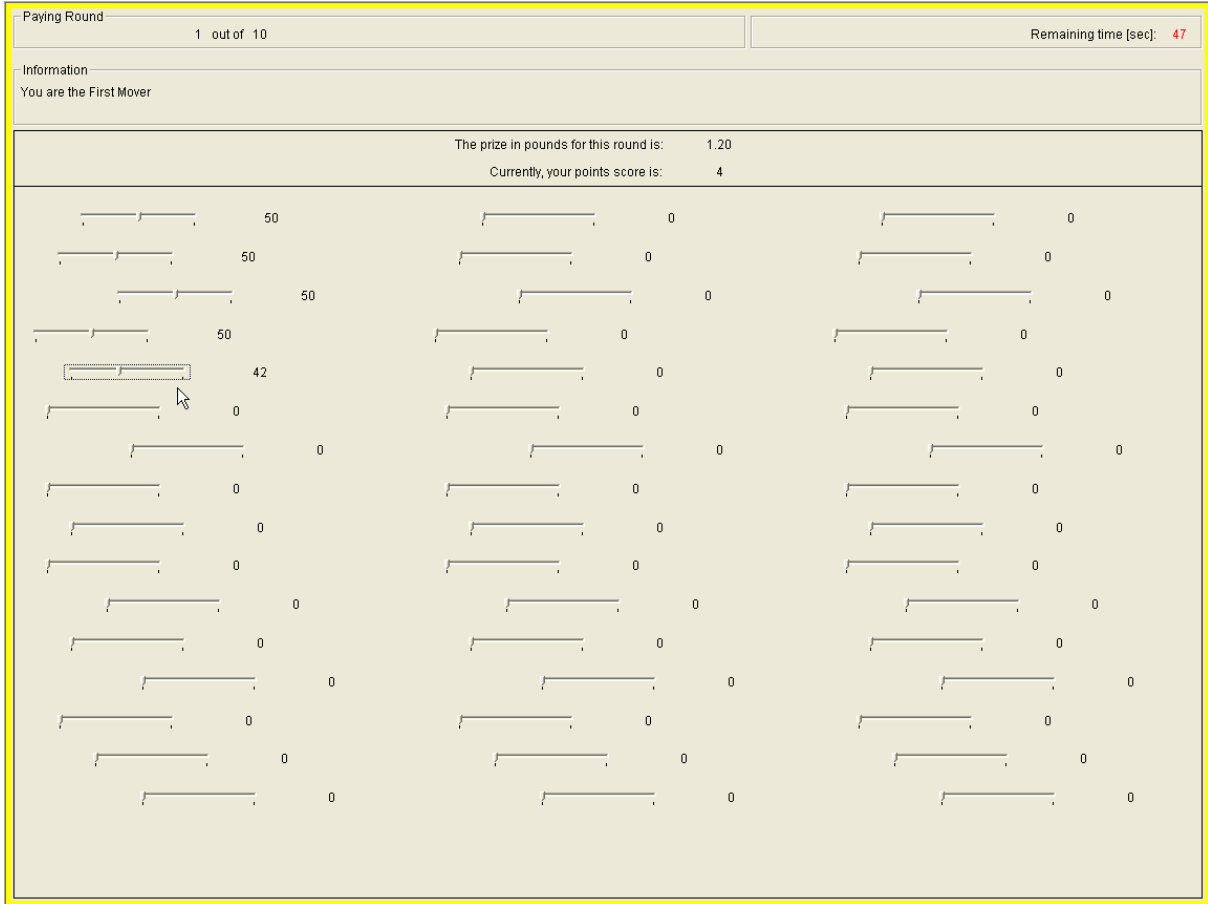 Paying Round
1 out of 10
Remaining time [sec]: 47
Information
You are the First Mover
The prize in pounds for this round is: 1.20
Currently, your points score is: 4
50 0 0
50 0 0
50 0 0
50 0 0
42 0 0
0 0 0
0 0 0
0 0 0
0 0 0
0 0 0
0 0 0
0 0 0
0 0 0
0 0 0
0 0 0
0 0 0